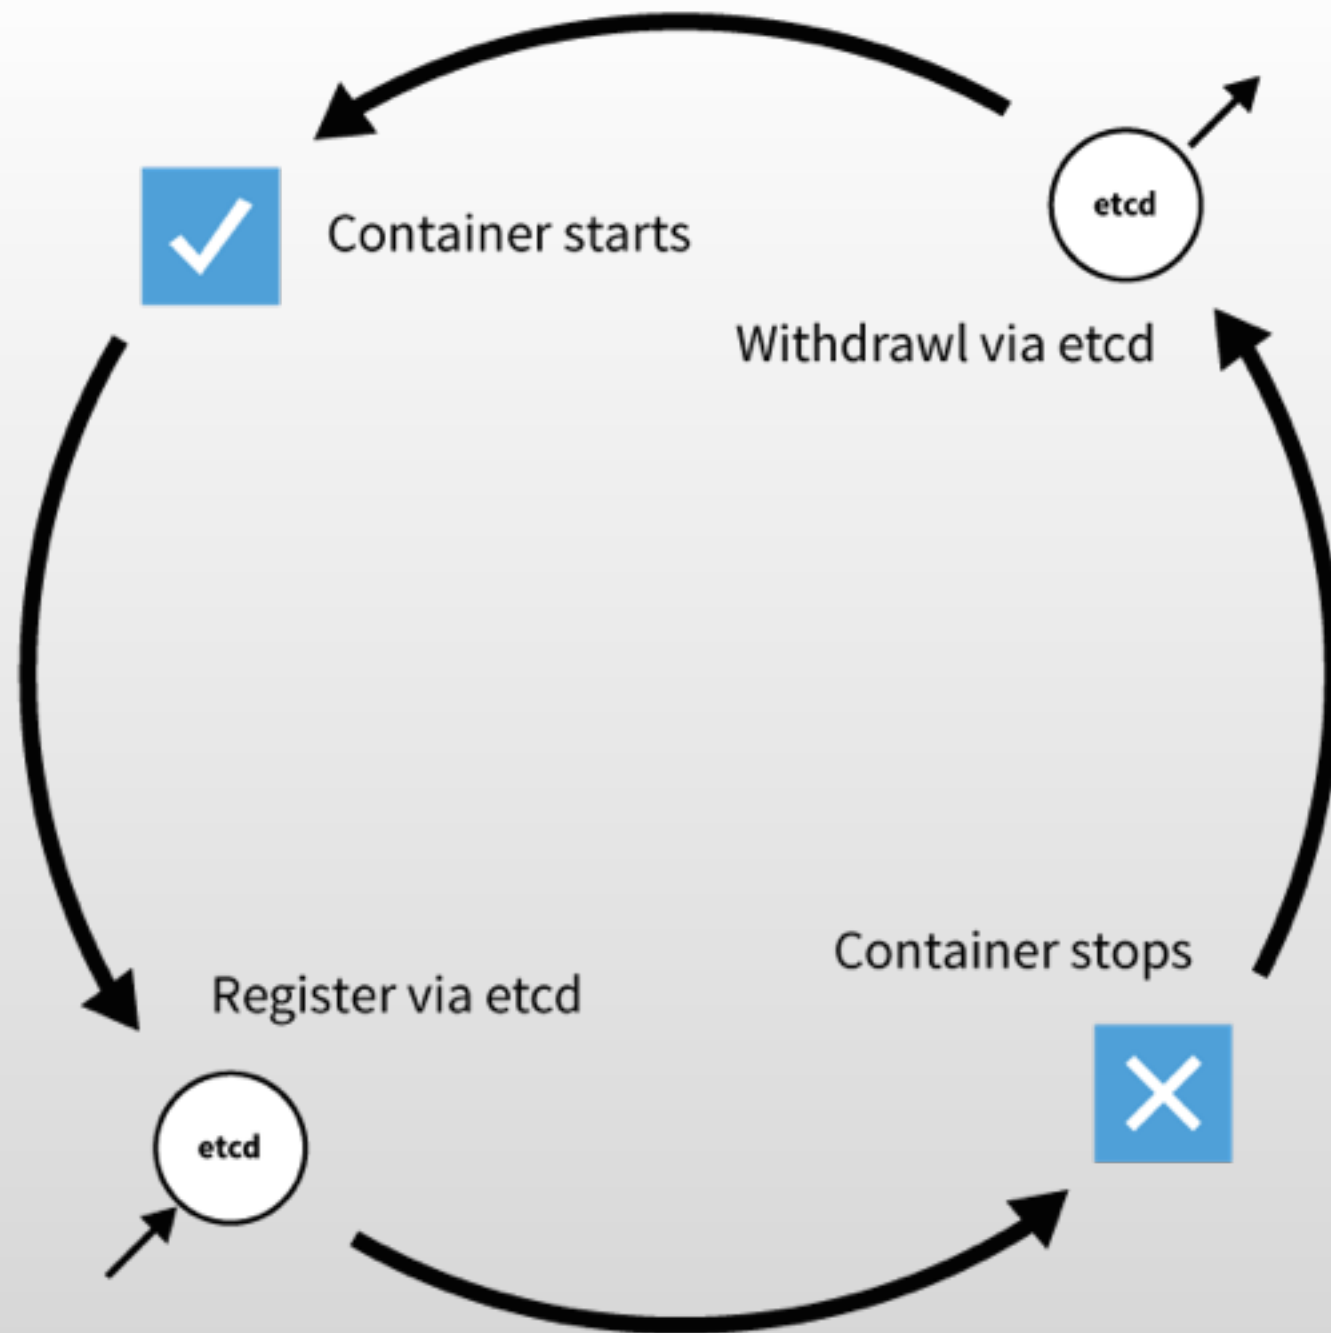 etcd
Container starts
Withdrawl via etcd
Container stops
Register via etcd
etcd